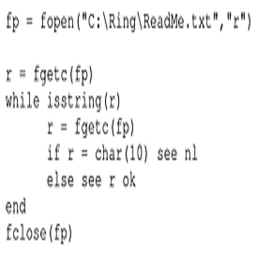 fp = fopen("C:\Ring\ReadMe.txt","r")
r = fgetc(fp)
while isstring(r)
r = fgetc(fp)
if r = char(10) see nl
else see r ok
end
fclose(fp)